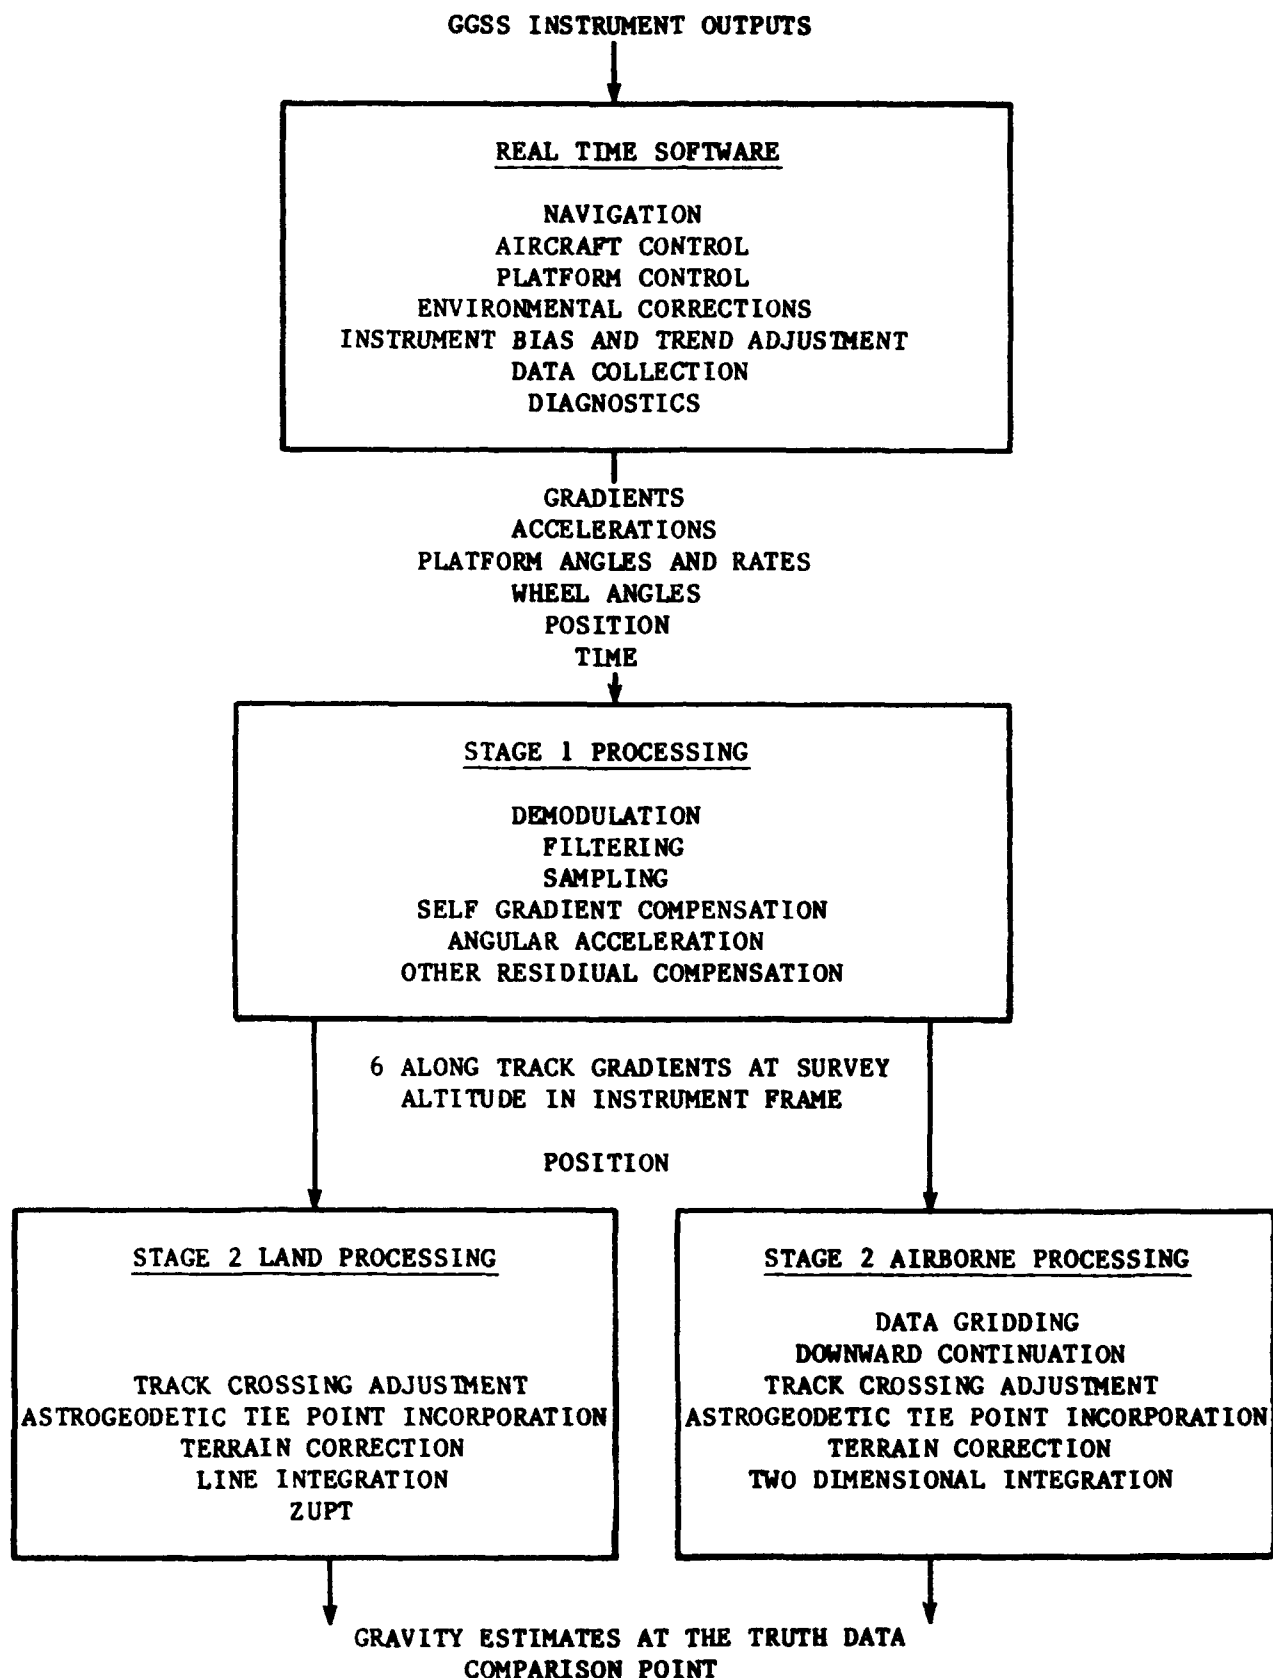 GGSS INSTRUMENT OUTPUTS
REAL TIME SOFTWARE
NAVIGATION
AIRCRAFT CONTROL
PLATFORM CONTROL
ENVIRONMENTAL CORRECTIONS
INSTRUMENT BIAS AND TREND ADJUSTMENT
DATA COLLECTION
DIAGNOSTICS
GRADIENTS
ACCELERATIONS
PLATFORM ANGLES AND RATES
WHEEL ANGLES
POSITION
TIME
STAGE 1 PROCESSING
DEMODULATION
FILTERING
SAMPLING
SELF GRADIENT COMPENSATION
ANGULAR ACCELERATION
OTHER RESIDIUAL COMPENSATION
6 ALONG TRACK GRADIENTS AT SURVEY
ALTITUDE IN INSTRUMENT FRAME
POSITION
STAGE 2 LAND PROCESSING
TRACK CROSSING ADJUSTMENT
ASTROGEODETIC TIE POINT INCORPORATION
TERRAIN CORRECTION
LINE INTEGRATION
ZUPT
STAGE 2 AIRBORNE PROCESSING
DATA GRIDDING
DOWNWARD CONTINUATION
TRACK CROSSING ADJUSTMENT
ASTROGEODETIC TIE POINT INCORPORATION
TERRAIN CORRECTION
TWO DIMENSIONAL INTEGRATION
GRAVITY ESTIMATES AT THE TRUTH DATA
COMPARISON POINT